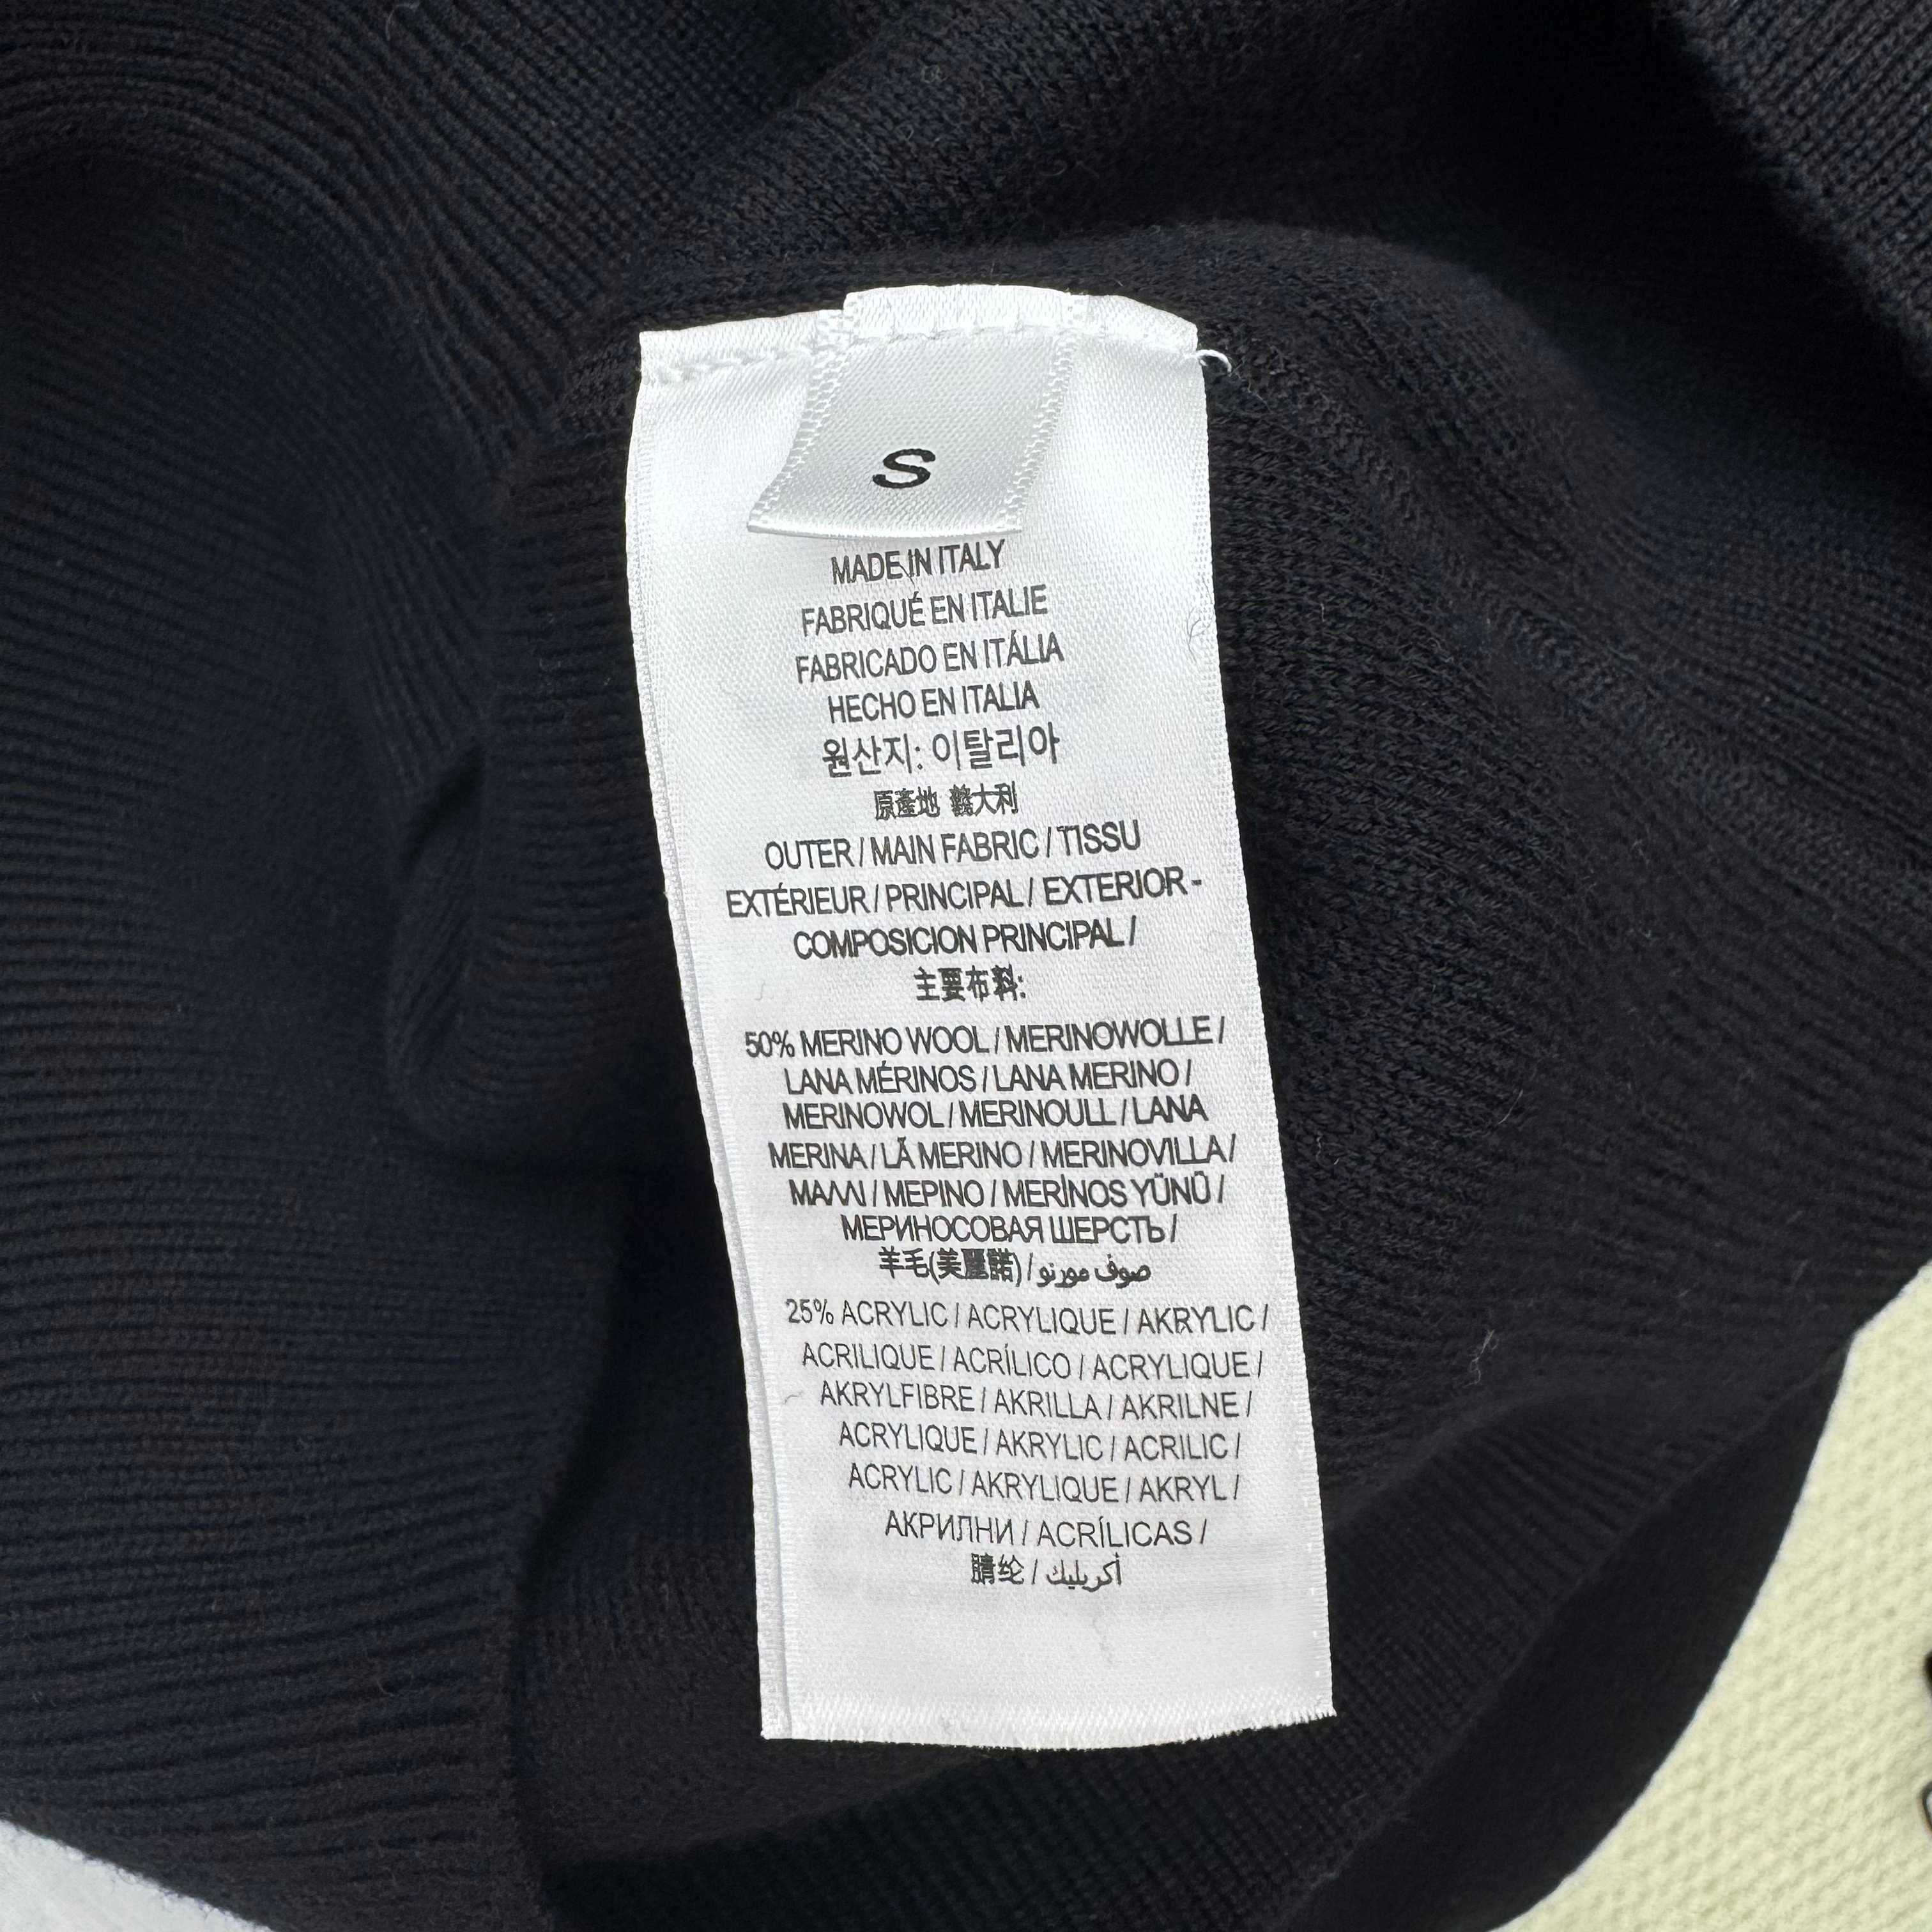 S
MADE IN ITALY
FABRIQUÉ EN ITALIE
FABRICADO EN ITÁLIA
HECHO EN ITALIA
원산지: 이탈리아
原產地 義大利
OUTER / MAIN FABRIC / TISSU
EXTÉRIEUR / PRINCIPAL / EXTERIOR -
COMPOSICION PRINCIPAL /
主要布料:
50% MERINO WOOL / MERINOWOLLE /
LANA MÉRINOS / LANA MERINO /
MERINOWOL / MERINOULL / LANA
MERINA / LÃ MERINO / MERINOVILLA /
ΜΑΛΛΙ / ΜΕΡΙΝΟ / MERİNOS YÜNÜ /
МЕРИНОСОВАЯ ШЕРСТЬ /
羊毛(美麗諾) / صوف مورنو
25% ACRYLIC / ACRYLIQUE / AKRYLIC /
ACRILIQUE / ACRÍLICO / ACRYLIQUE /
AKRYLFIBRE / AKRILLA / AKRILNE /
ACRYLIQUE / AKRYLIC / ACRILIC /
ACRYLIC / AKRYLIQUE / AKRYL /
АКРИЛНИ / ACRÍLICAS /
腈纶 / أكريليك